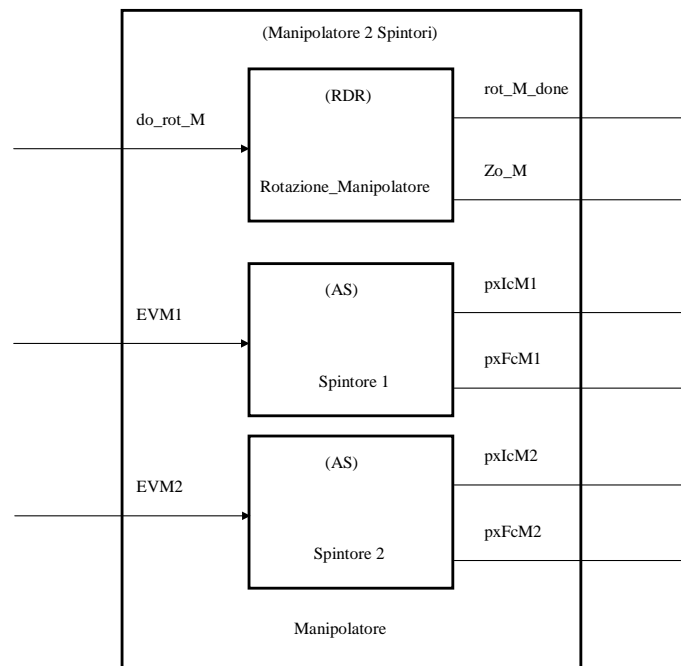 (Manipolatore 2 Spintori)
do_rot_M
(RDR)
Rotazione_Manipolatore
rot_M_done
Zo_M
EVM1
(AS)
Spintore 1
pxIcM1
pxFcM1
EVM2
(AS)
Spintore 2
pxIcM2
pxFcM2
Manipolatore